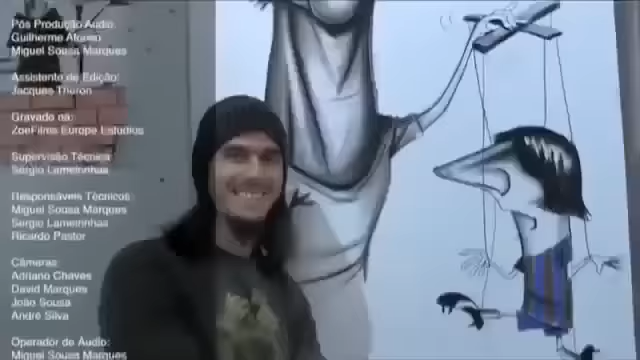 Pós Produção Áudio:
Guilherme Afonso
Miguel Sousa Marques
Assistente de Edição:
Jacques Thiron
Gravado na:
ZoeFilms Europe Estúdios
Supervisão Técnica
Sérgio Lameirinhas
Responsáveis Técnicos:
Miguel Sousa Marques
Sergio Lameirinhas
Ricardo Pastor
Câmeras:
Adriano Chaves
David Marques
João Sousa
André Silva
Operador de Áudio:
Miguel Sousa Marques